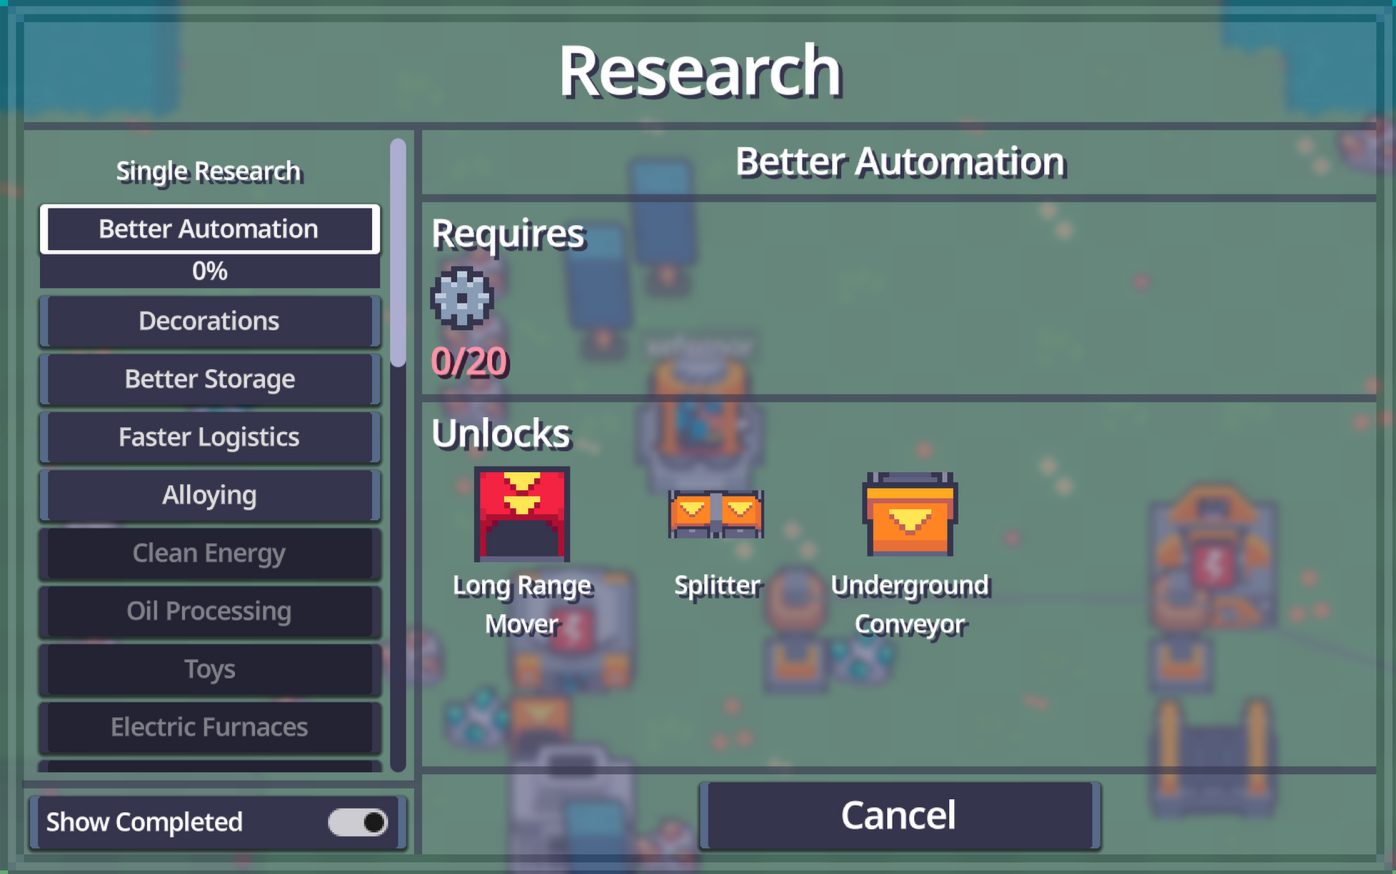 Research
Single Research
Better Automation
0%
Decorations
Better Storage
Faster Logistics
Alloying
Clean Energy
Oil Processing
Toys
Electric Furnaces
Show Completed
Better Automation
Requires
0/20
Unlocks
Long Range
Mover
Splitter
Underground
Conveyor
Cancel